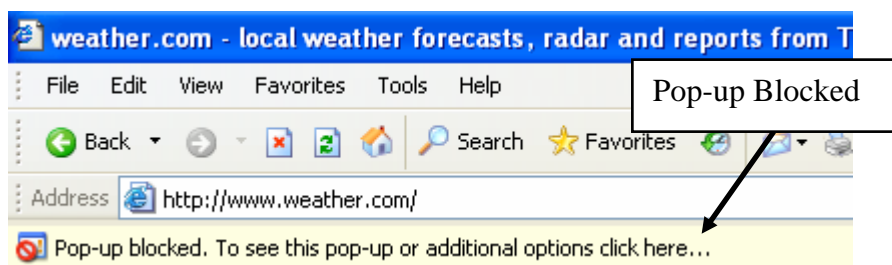 weather.com - local weather forecasts, radar and reports from T
File Edit View Favorites Tools Help
Pop-up Blocked
Back Search Favorites
Address http://www.weather.com/
Pop-up blocked. To see this pop-up or additional options click here...